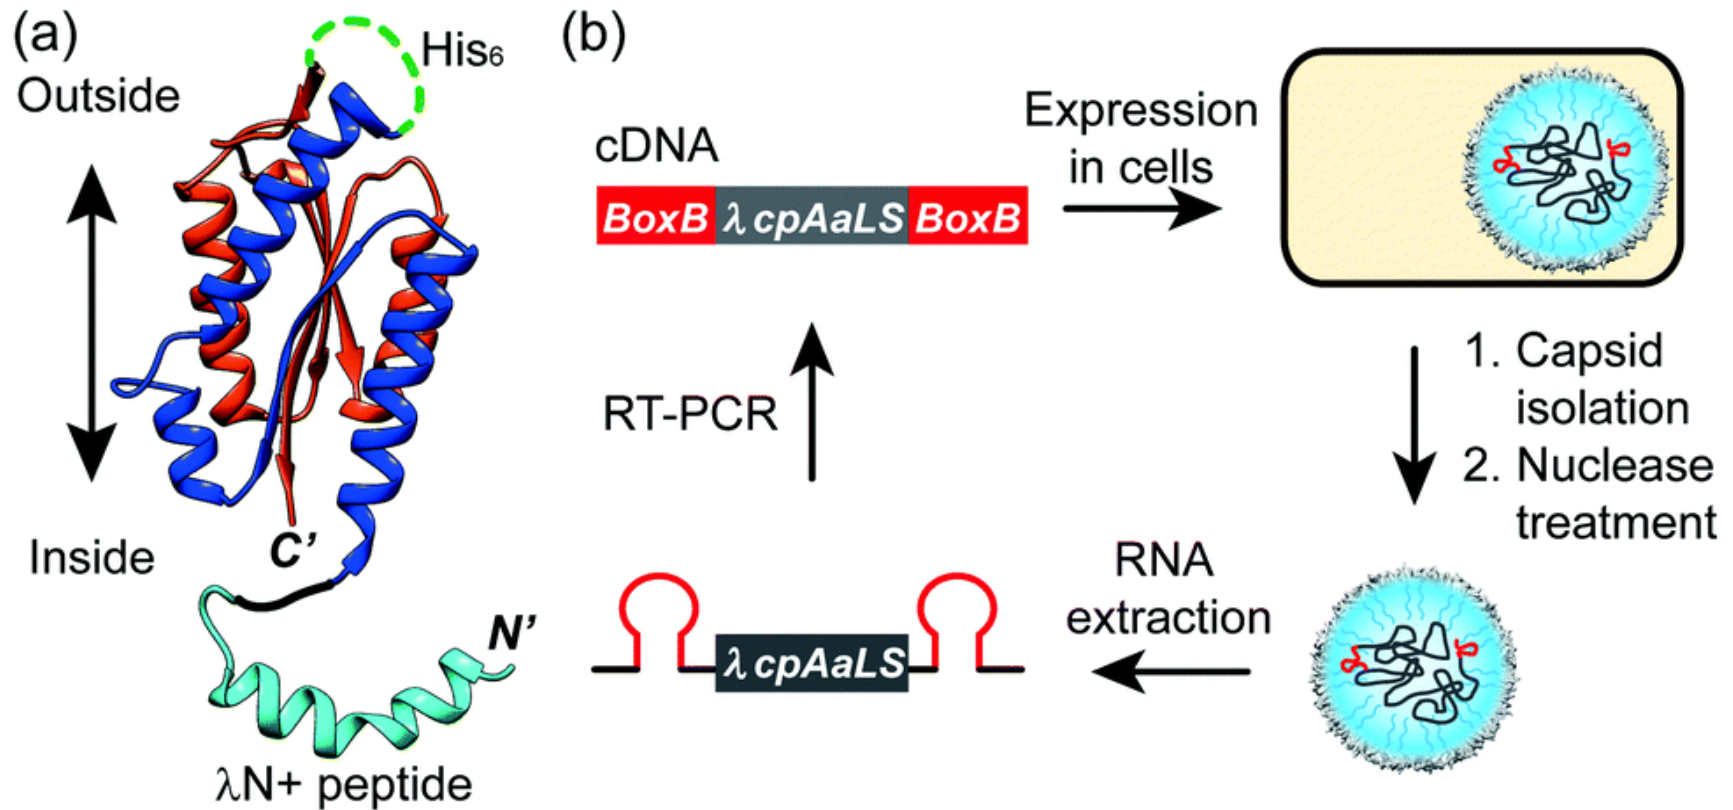 (a)
His₆
Outside
Inside
C’
N’
λN+ peptide
(b)
cDNA
BoxB λ cpAaLS BoxB
Expression
in cells
1. Capsid
isolation
2. Nuclease
treatment
RNA
extraction
λ cpAaLS
RT-PCR